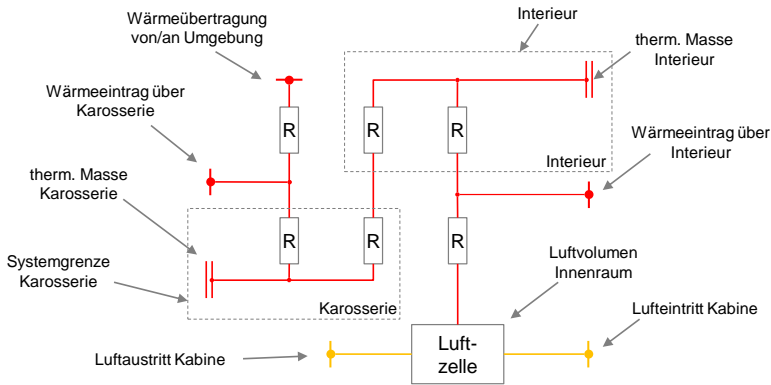 Wärmeübertragung
von/an Umgebung
Interieur
therm. Masse
Interieur
Wärmeeintrag über
Karosserie
R
R
R
Wärmeeintrag über
Interieur
Interieur
therm. Masse
Karosserie
R
R
R
Systemgrenze
Karosserie
Karosserie
Luftvolumen
Innenraum
Lufteintritt Kabine
Luftaustritt Kabine
Luft-
zelle